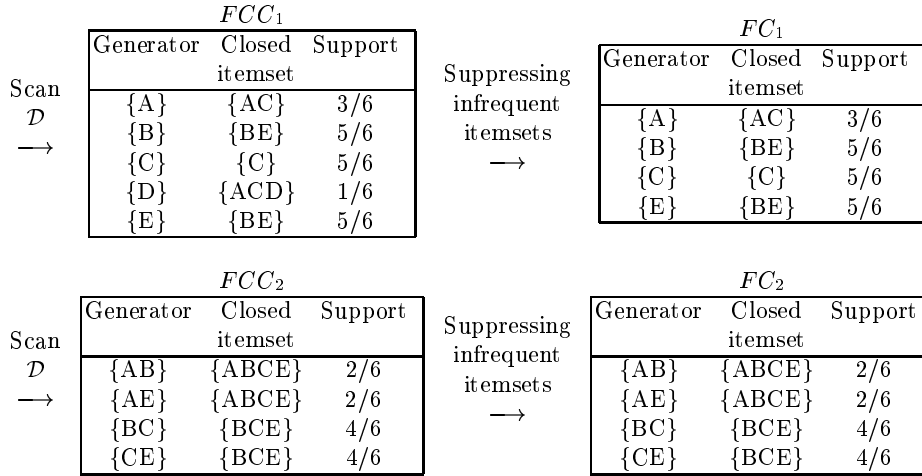 FCC₁
Generator Closed itemset Support
Scan D ⟶
{A} {AC} 3/6
{B} {BE} 5/6
{C} {C} 5/6
{D} {ACD} 1/6
{E} {BE} 5/6
Suppressing
infrequent
itemsets
⟶
FC₁
Generator Closed itemset Support
{A} {AC} 3/6
{B} {BE} 5/6
{C} {C} 5/6
{E} {BE} 5/6
FCC₂
Generator Closed itemset Support
Scan D ⟶
{AB} {ABCE} 2/6
{AE} {ABCE} 2/6
{BC} {BCE} 4/6
{CE} {BCE} 4/6
Suppressing
infrequent
itemsets
⟶
FC₂
Generator Closed itemset Support
{AB} {ABCE} 2/6
{AE} {ABCE} 2/6
{BC} {BCE} 4/6
{CE} {BCE} 4/6